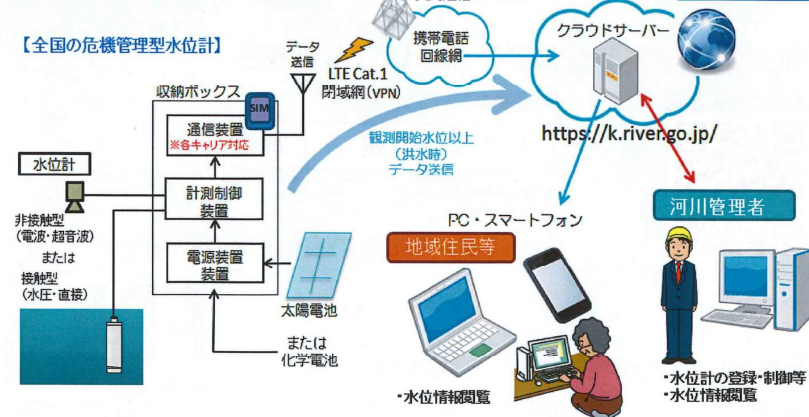 【全国の危機管理型水位計】
データ
送信
携帯電話
回線網
クラウドサーバー
LTE Cat.1
閉域網(VPN)
収納ボックス
SIM
通信装置
※各キャリア対応
水位計
計測制御
装置
非接触型
(電波・超音波)
または
接触型
(水圧・直接)
電源装置
装置
太陽電池
または
化学電池
観測開始水位以上
(洪水時)
データ送信
https://k.river.go.jp/
PC・スマートフォン
地域住民等
・水位情報閲覧
河川管理者
・水位計の登録・制御等
・水位情報閲覧